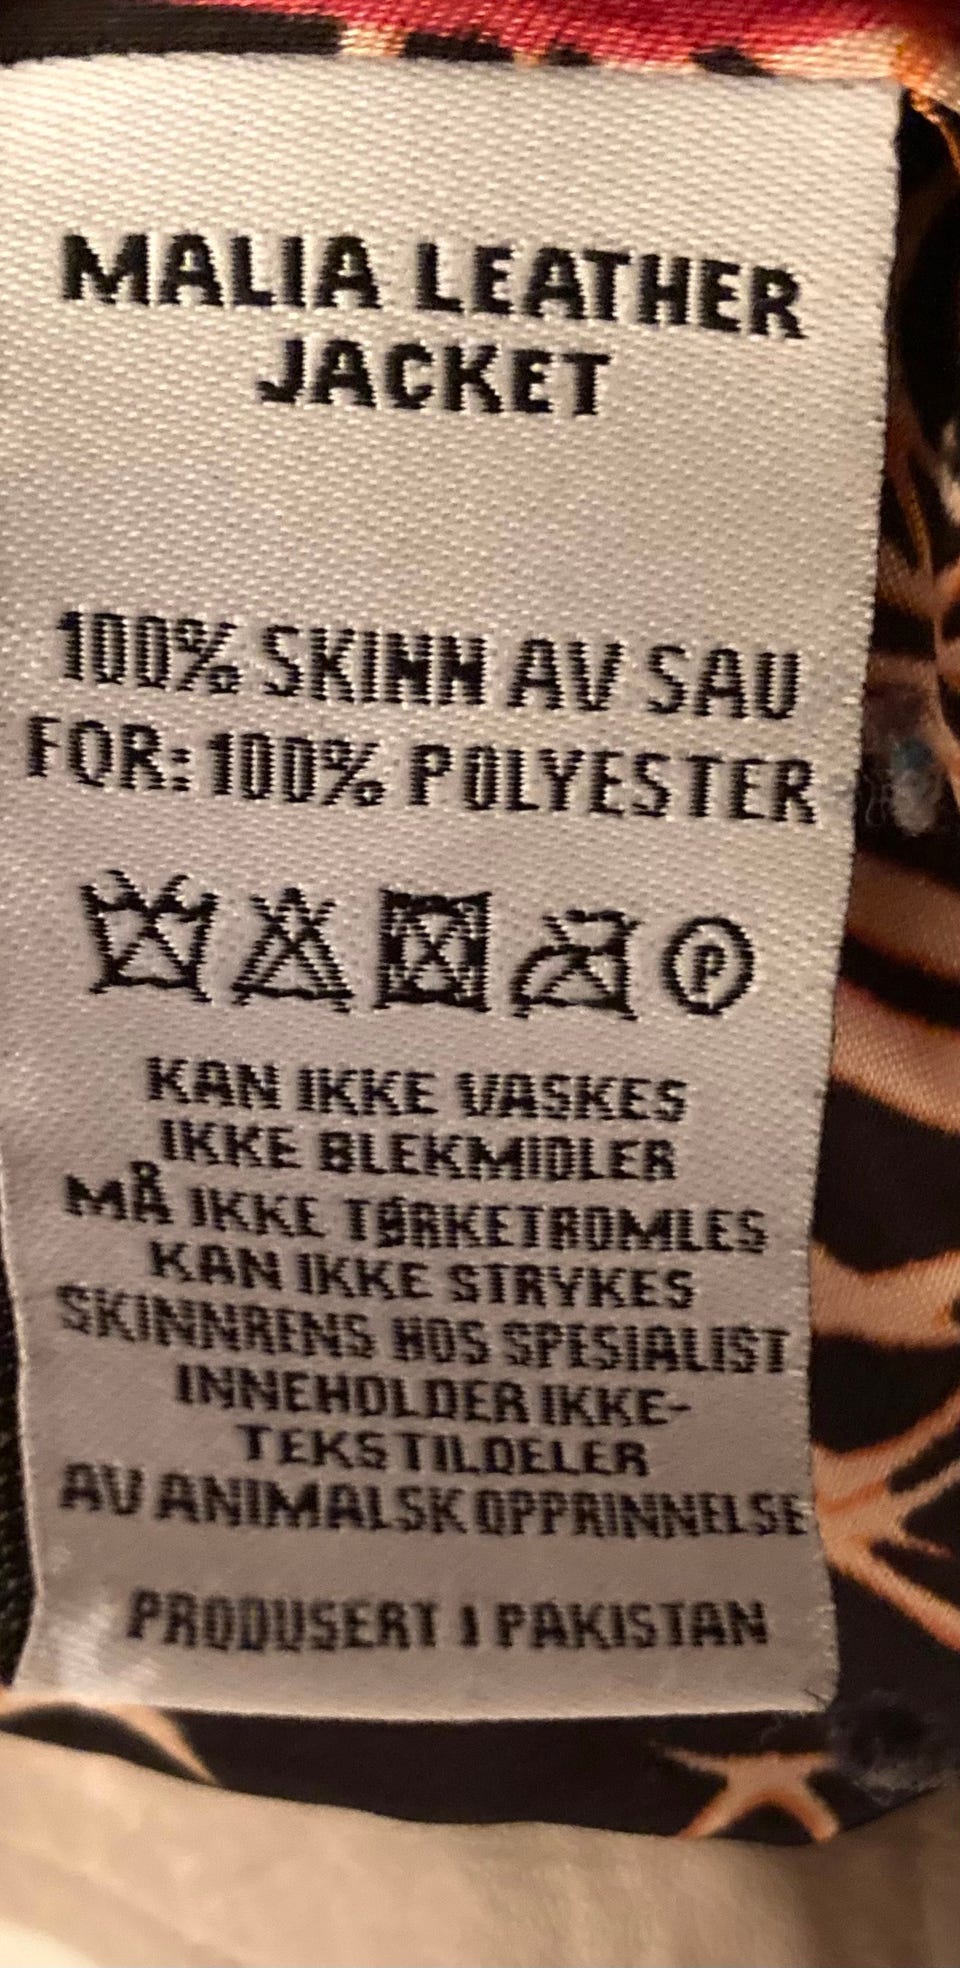 MALIA LEATHER
JACKET
100% SKINN AV SAU
FOR: 100% POLYESTER
P
KAN IKKE VASKES
IKKE BLEKMIDLER
MÅ IKKE TØRKETROMLES
KAN IKKE STRYKES
SKINNRENS HOS SPESIALIST
INNEHOLDER IKKE-
TEKSTILDELER
AV ANIMALSK OPPRINNELSE
PRODUSERT I PAKISTAN